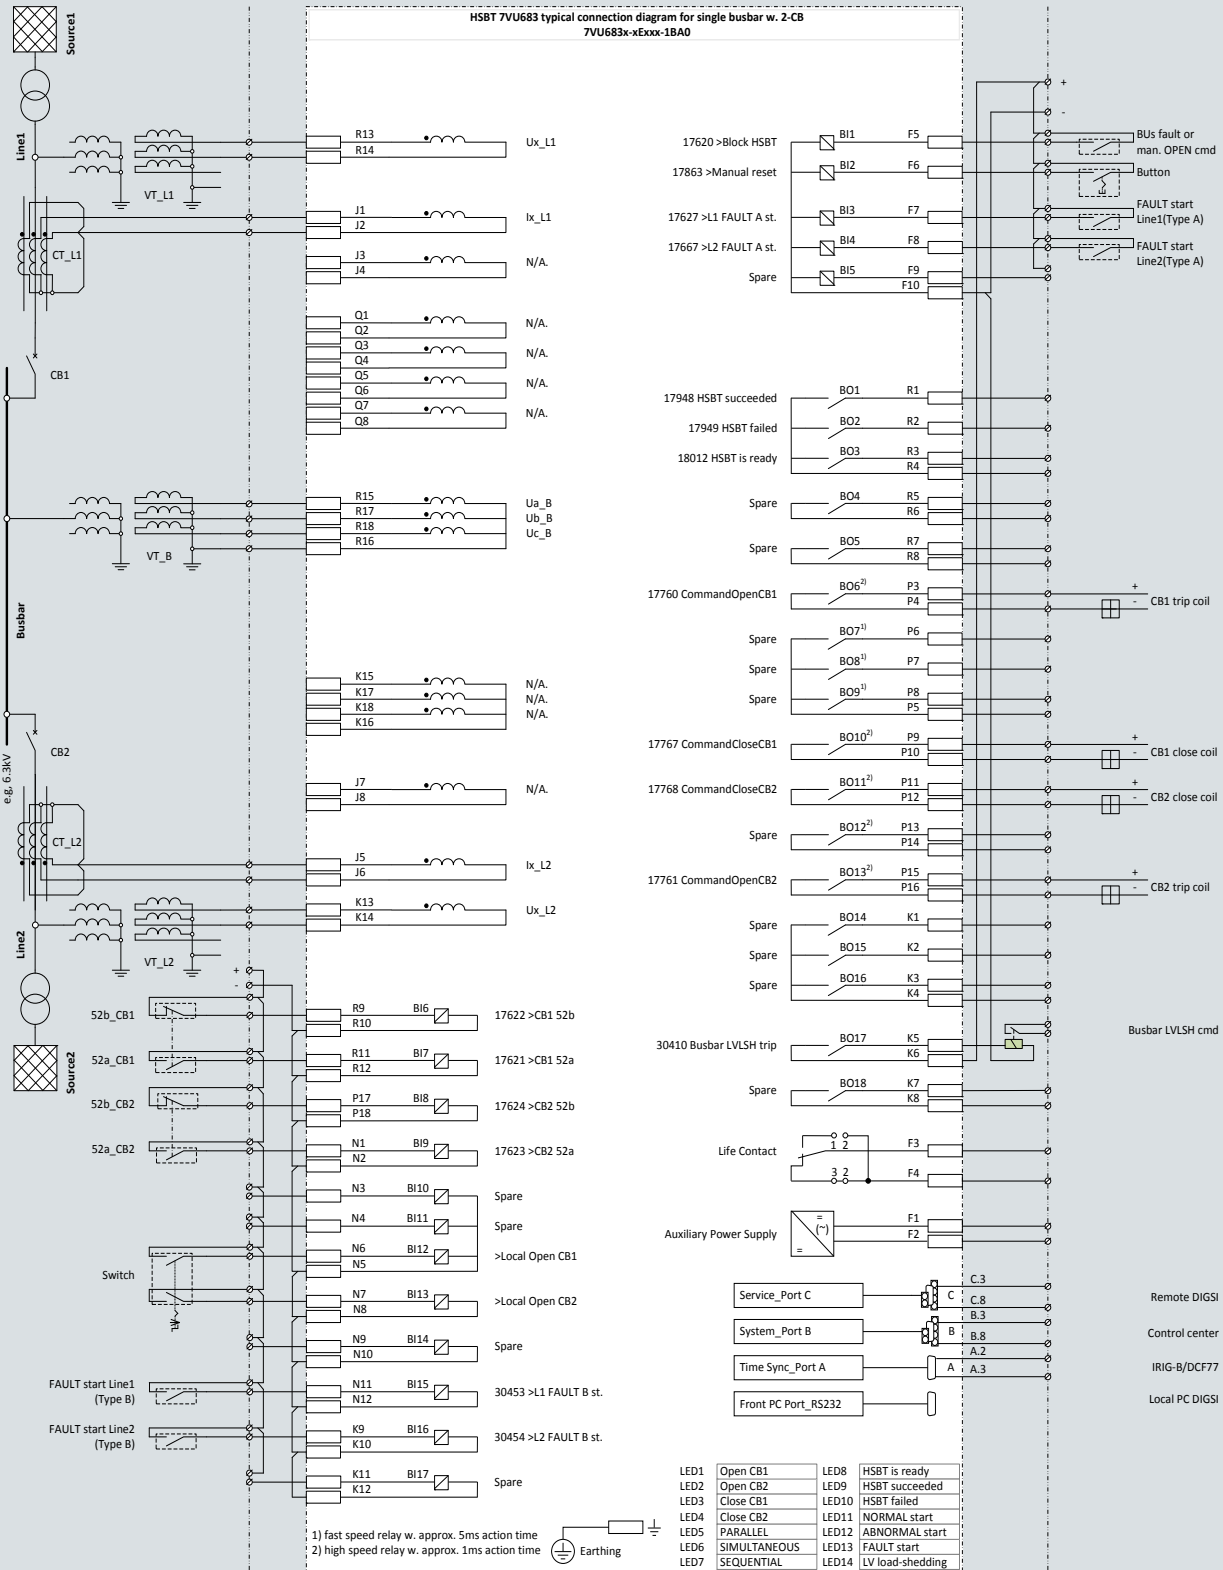 HSBT 7VU683 typical connection diagram for single busbar w. 2-CB
7VU683x-xExxx-1BA0
Source1
Line1
VT_L1
CT_L1
CB1
VT_B
Busbar
CB2
e.g, 6.3kV
CT_L2
Line2
VT_L2
Source2
R13
R14
Ux_L1
J1
J2
Ix_L1
J3
J4
N/A.
Q1
Q2
N/A.
Q3
Q4
N/A.
Q5
Q6
N/A.
Q7
Q8
N/A.
R15
R17
R18
R16
Ua_B
Ub_B
Uc_B
K15
K17
K18
K16
N/A.
N/A.
N/A.
J7
J8
N/A.
J5
J6
Ix_L2
K13
K14
Ux_L2
+
-
52b_CB1
R9
BI6
R10
17622 >CB1 52b
52a_CB1
R11
BI7
R12
17621 >CB1 52a
52b_CB2
P17
BI8
P18
17624 >CB2 52b
52a_CB2
N1
BI9
N2
17623 >CB2 52a
N3
BI10
Spare
N4
BI11
Spare
Switch
N6
BI12
N5
>Local Open CB1
N7
BI13
N8
>Local Open CB2
N9
BI14
N10
Spare
FAULT start Line1
(Type B)
N11
BI15
N12
30453 >L1 FAULT B st.
FAULT start Line2
(Type B)
K9
BI16
K10
30454 >L2 FAULT B st.
K11
BI17
K12
Spare
1) fast speed relay w. approx. 5ms action time
2) high speed relay w. approx. 1ms action time
Earthing
+
-
17620 >Block HSBT
BI1
F5
BUs fault or
man. OPEN cmd
17863 >Manual reset
BI2
F6
Button
17627 >L1 FAULT A st.
BI3
F7
FAULT start
Line1(Type A)
17667 >L2 FAULT A st.
BI4
F8
FAULT start
Line2(Type A)
Spare
BI5
F9
F10
17948 HSBT succeeded
BO1
R1
17949 HSBT failed
BO2
R2
18012 HSBT is ready
BO3
R3
R4
Spare
BO4
R5
R6
Spare
BO5
R7
R8
17760 CommandOpenCB1
BO6 2)
P3
P4
+
- CB1 trip coil
Spare
BO7 1)
P6
Spare
BO8 1)
P7
Spare
BO9 1)
P8
P5
17767 CommandCloseCB1
BO10 2)
P9
P10
+
- CB1 close coil
17768 CommandCloseCB2
BO11 2)
P11
P12
+
- CB2 close coil
Spare
BO12 2)
P13
P14
17761 CommandOpenCB2
BO13 2)
P15
P16
+
- CB2 trip coil
Spare
BO14
K1
Spare
BO15
K2
Spare
BO16
K3
K4
30410 Busbar LVLSH trip
BO17
K5
K6
Busbar LVLSH cmd
Spare
BO18
K7
K8
Life Contact
1 2
3 2
F3
F4
Auxiliary Power Supply
=
(~)
=
F1
F2
Service_Port C
C
C.3
C.8
Remote DIGSI
System_Port B
B
B.3
B.8
Control center
Time Sync_Port A
A
A.2
A.3
IRIG-B/DCF77
Front PC Port_RS232
Local PC DIGSI
LED1 Open CB1 LED8 HSBT is ready
LED2 Open CB2 LED9 HSBT succeeded
LED3 Close CB1 LED10 HSBT failed
LED4 Close CB2 LED11 NORMAL start
LED5 PARALLEL LED12 ABNORMAL start
LED6 SIMULTANEOUS LED13 FAULT start
LED7 SEQUENTIAL LED14 LV load-shedding